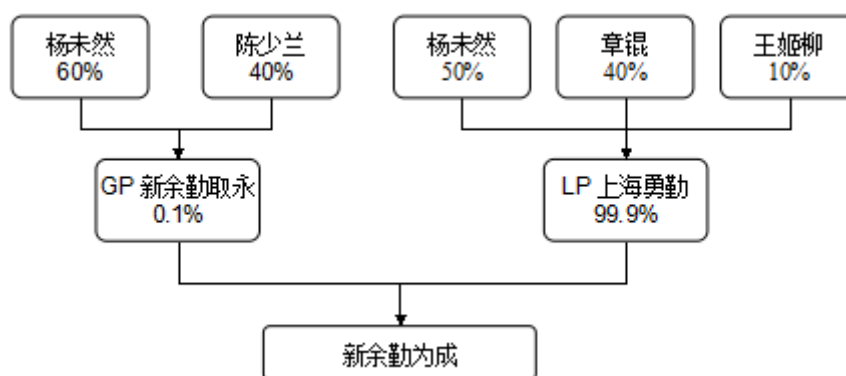 杨未然
60%
陈少兰
40%
杨未然
50%
章锟
40%
王姬柳
10%
GP 新余勤取永
0.1%
LP 上海勇勤
99.9%
新余勤为成